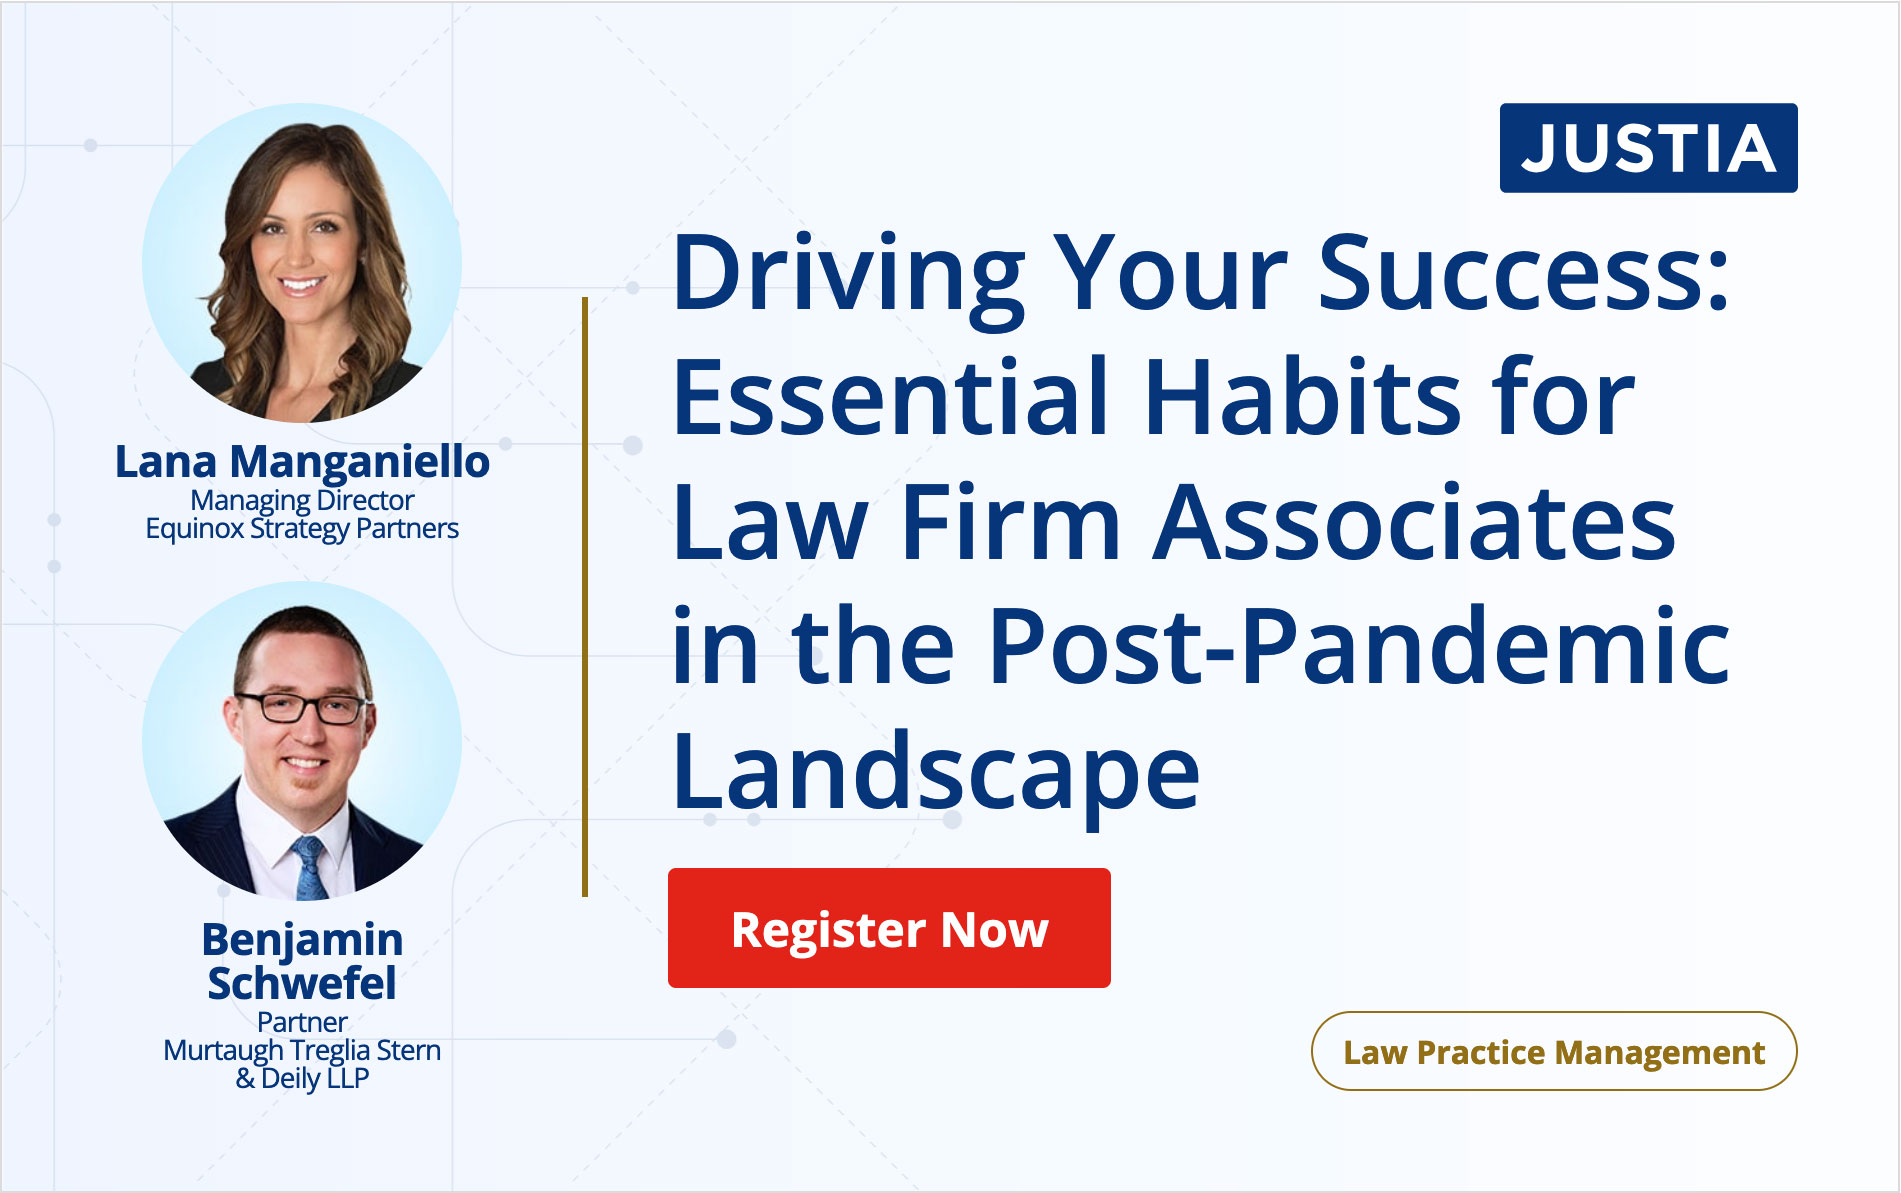 JUSTIA
Lana Manganiello
Managing Director
Equinox Strategy Partners
Benjamin
Schwefel
Partner
Murtaugh Treglia Stern
& Deily LLP
Driving Your Success:
Essential Habits for
Law Firm Associates
in the Post-Pandemic
Landscape
Register Now
Law Practice Management